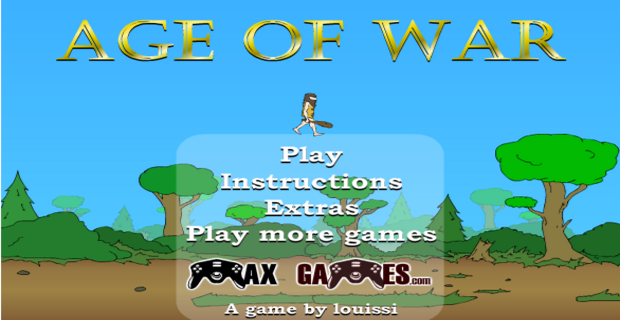 AGE OF WAR
Play
Instructions
Extras
Play more games
MAX GAMES.com
A game by louissi